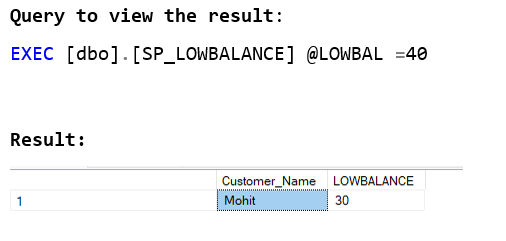 Query to view the result:
EXEC [dbo].[SP_LOWBALANCE] @LOWBAL =40
Result:
Customer_Name LOWBALANCE
1 Mohit 30